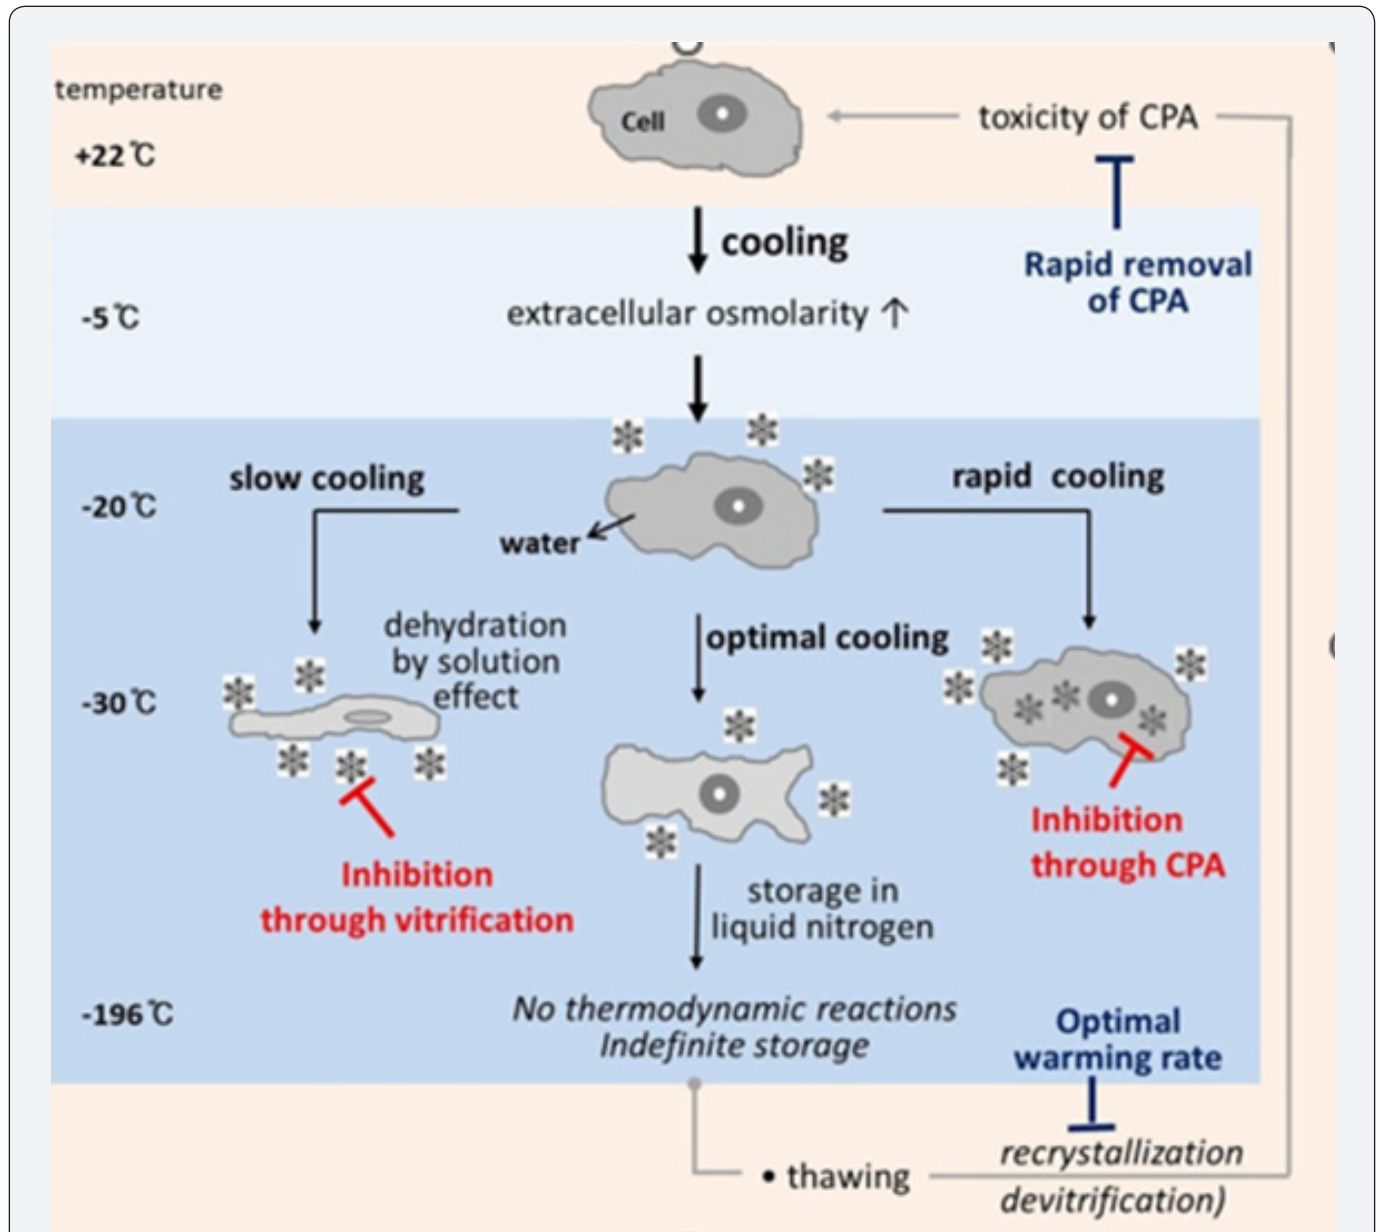 temperature
Cell
toxicity of CPA
+22℃
cooling
Rapid removal
of CPA
-5℃
extracellular osmolarity ↑
slow cooling
rapid cooling
-20℃
water
dehydration
by solution
effect
optimal cooling
-30℃
Inhibition
through CPA
Inhibition
through vitrification
storage in
liquid nitrogen
-196℃
No thermodynamic reactions
Indefinite storage
Optimal
warming rate
• thawing
recrystallization
devitrification)